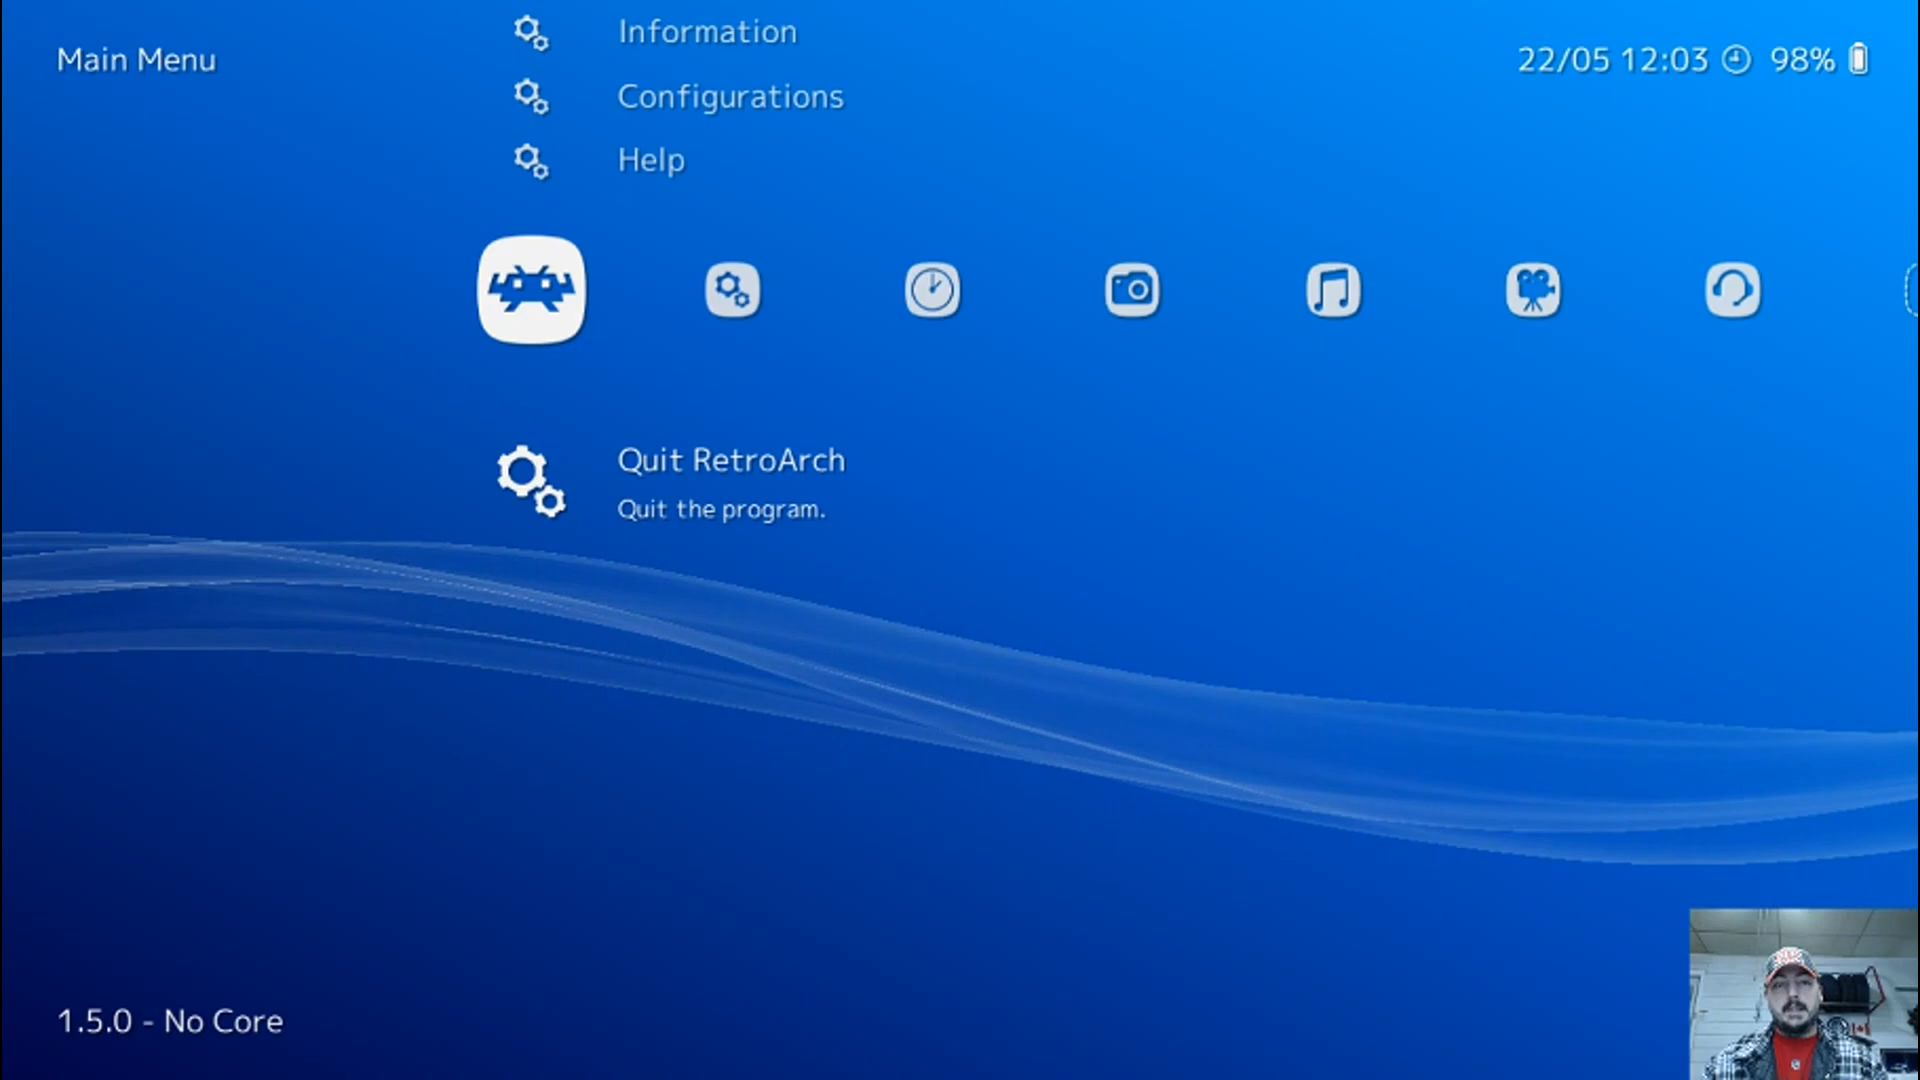 Information
Main Menu
22/05 12:03 98%
Configurations
Help
Quit RetroArch
Quit the program.
1.5.0 - No Core